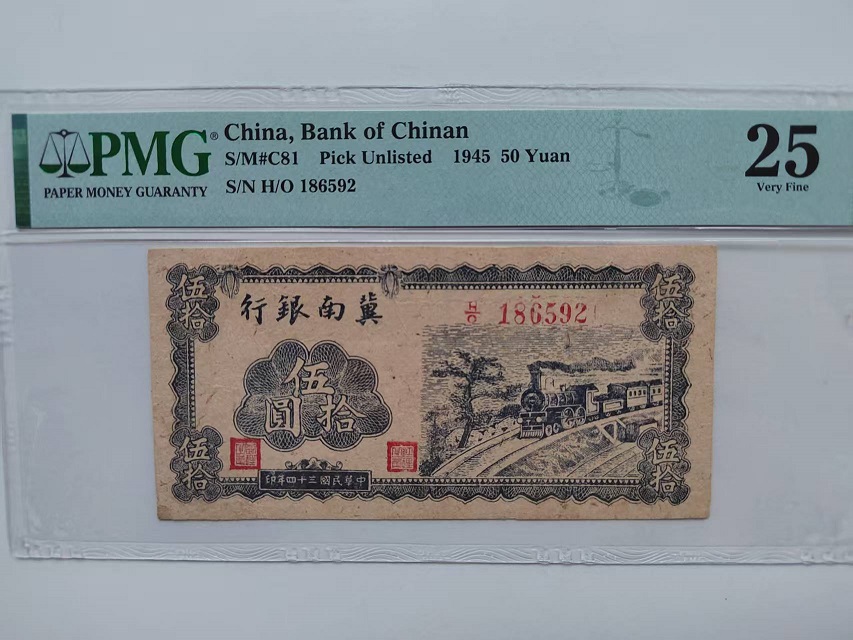 PMG®
PAPER MONEY GUARANTY
China, Bank of Chinan
S/M#C81 Pick Unlisted 1945 50 Yuan
S/N H/O 186592
25
Very Fine
伍拾
伍拾
行銀南冀
H/O 186592
伍拾圓
伍拾
伍拾
印年四十三國民華中